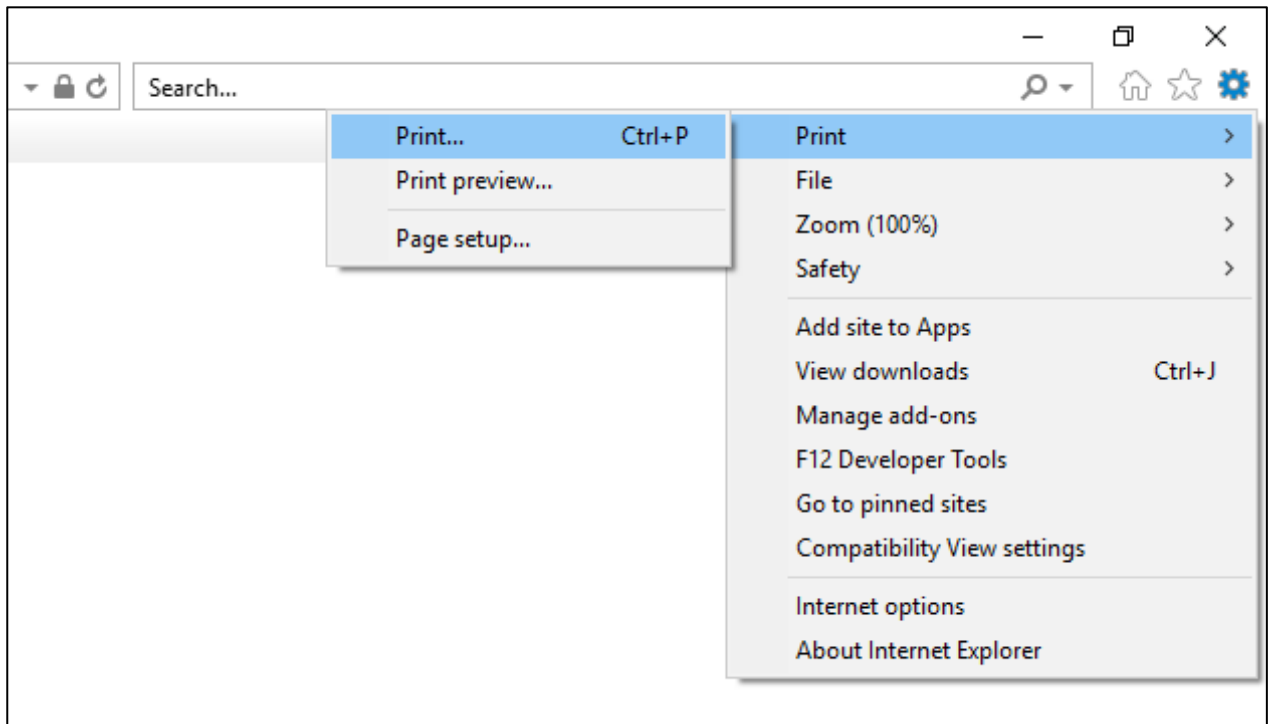 Search...
Print... Ctrl+P
Print preview...
Page setup...
Print
File
Zoom (100%)
Safety
Add site to Apps
View downloads Ctrl+J
Manage add-ons
F12 Developer Tools
Go to pinned sites
Compatibility View settings
Internet options
About Internet Explorer